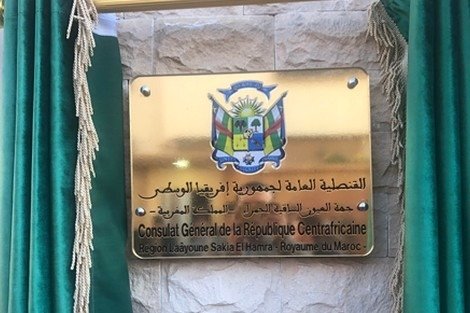 القنصلية العامة لجمهورية إفريقيا الوسطى
جهة العيون الساقية الحمراء - المملكة المغربية -
Consulat Général de la République Centrafricaine
Region Laâyoune Sakia El Hamra - Royaume du Maroc -